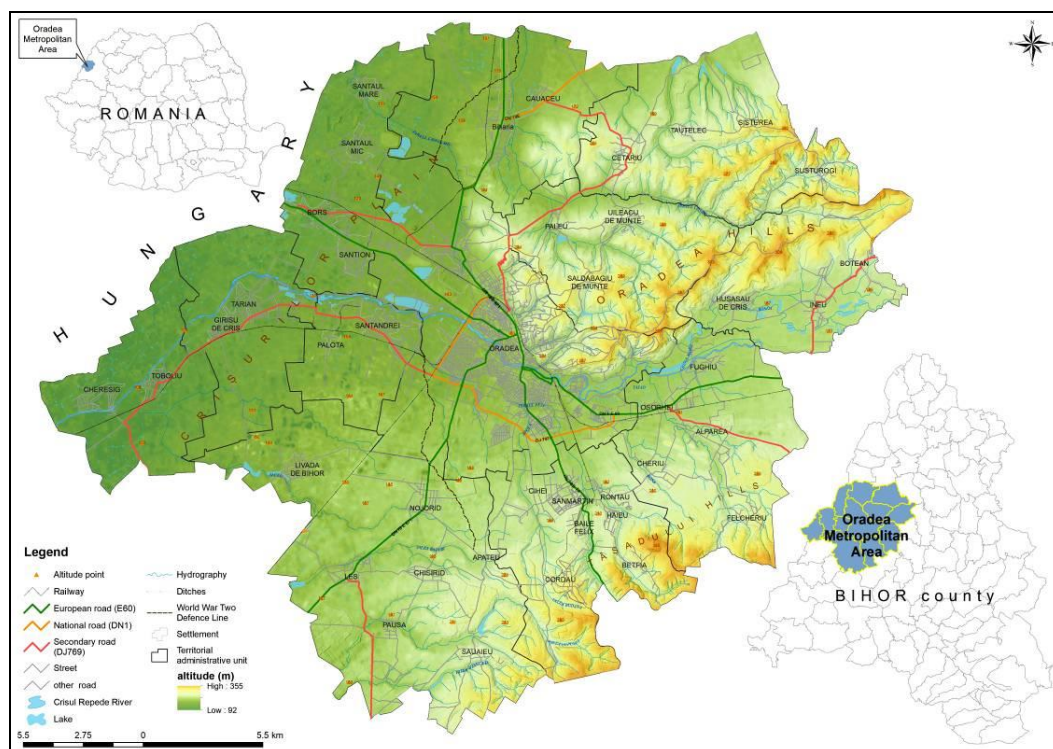 Oradea
Metropolitan
Area
ROMANIA
HUNGARY
SANTAUL
MARE
SANTAUL
MIC
CAUACEU
Biharia
CETARIU
TAUTELEC
SISTEREA
SUSTUROGI
BORS
SANTION
PALEU
UILEACU
DE MUNTE
SALDABAGIU
DE MUNTE
ORADEA HILLS
BOTEAN
HUSASAU
DE CRIS
INEU
TARIAN
GIRISU
DE CRIS
SANTANDREI
PALOTA
ORADEA
FUGHIU
CHERESIG
TOBOLIU
OSORHEI
ALPAREA
LIVADA
DE BIHOR
NOJORID
CIHEI
SANMARTIN
CHERIU
RONTAU
HAIEU
BAILE
FELIX
FELCHERIU
BETFIA
LES
CHISIRID
APATEU
CORDAU
PAUSA
SAUAIEU
Oradea
Metropolitan
Area
BIHOR county
Legend
Altitude point
Railway
European road (E60)
National road (DN1)
Secondary road
(DJ769)
Street
other road
Crisul Repede River
Lake
Hydrography
Ditches
World War Two
Defence Line
Settlement
Territorial
administrative unit
altitude (m)
High : 355
Low : 92
5.5 2.75 0 5.5 km